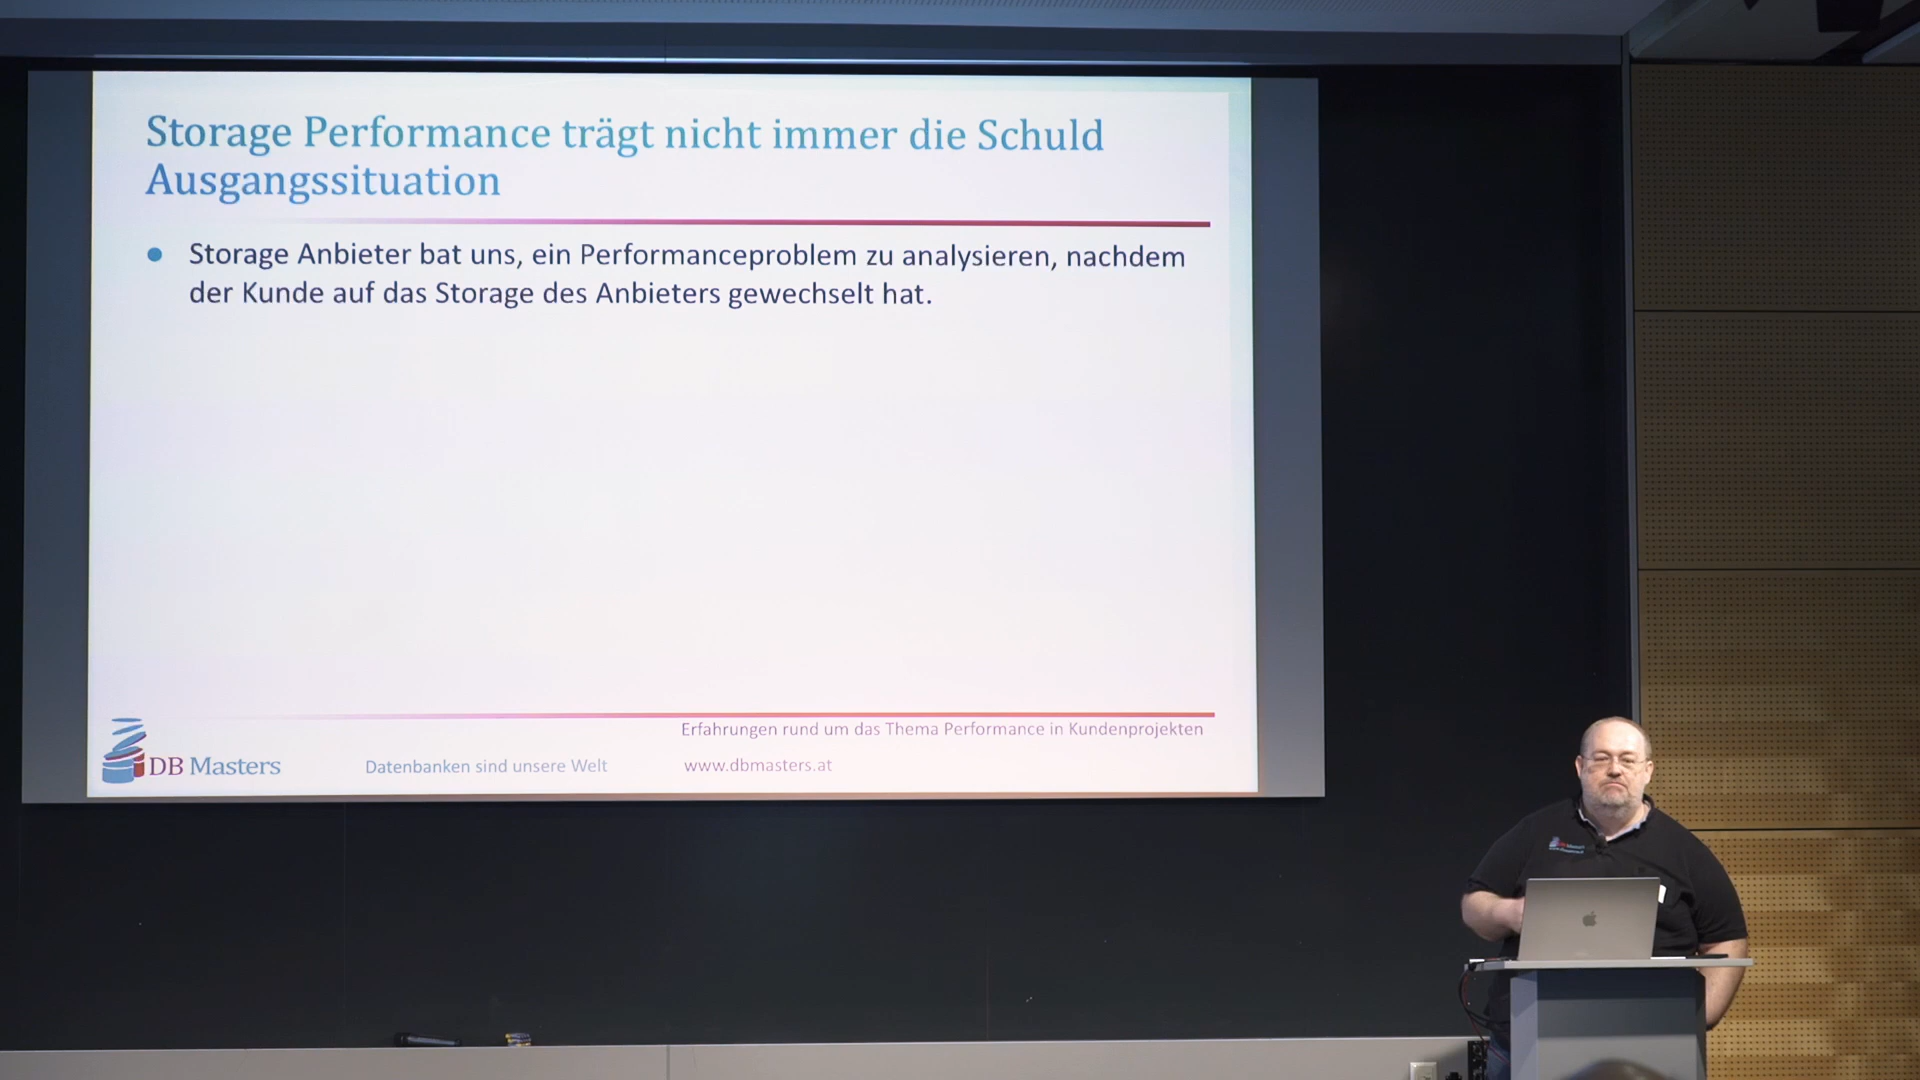 Storage Performance trägt nicht immer die Schuld
Ausgangssituation
Storage Anbieter bat uns, ein Performanceproblem zu analysieren, nachdem
der Kunde auf das Storage des Anbieters gewechselt hat.
Erfahrungen rund um das Thema Performance in Kundenprojekten
DB Masters
Datenbanken sind unsere Welt
www.dbmasters.at